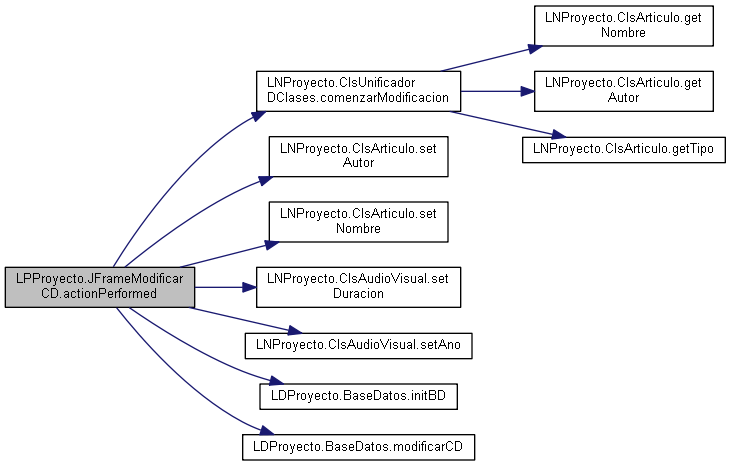 LNProyecto.ClsArticulo.get
Nombre
LNProyecto.ClsUnificador
DClases.comenzarModificacion
LNProyecto.ClsArticulo.get
Autor
LNProyecto.ClsArticulo.getTipo
LNProyecto.ClsArticulo.set
Autor
LNProyecto.ClsArticulo.set
Nombre
LPProyecto.JFrameModificar
CD.actionPerformed
LNProyecto.ClsAudioVisual.set
Duracion
LNProyecto.ClsAudioVisual.setAno
LDProyecto.BaseDatos.initBD
LDProyecto.BaseDatos.modificarCD